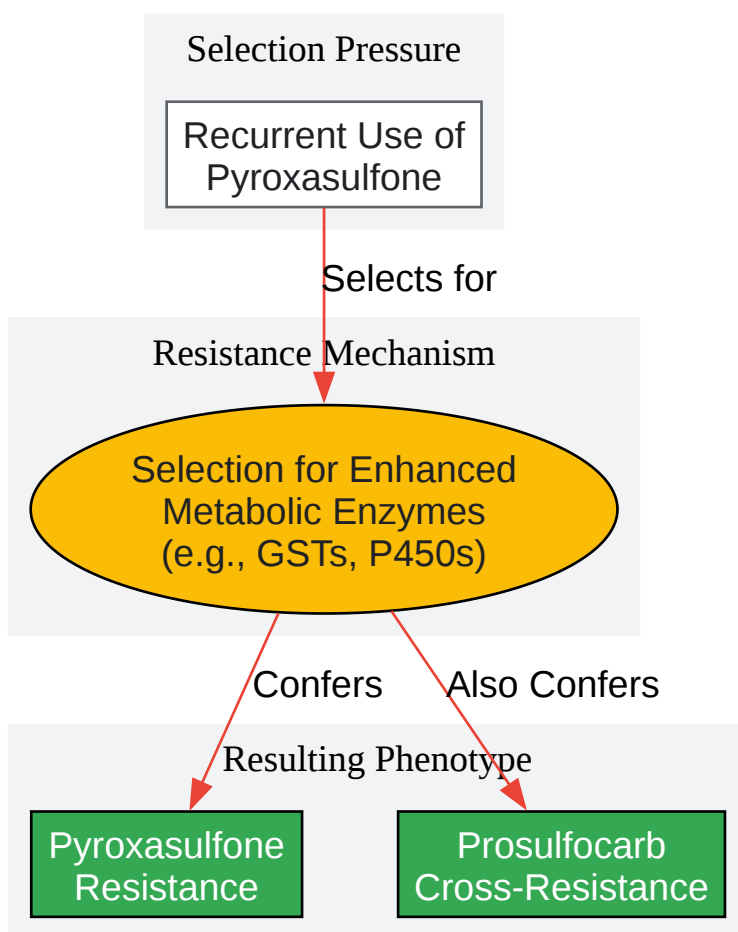 Selection Pressure
Recurrent Use of
Pyroxasulfone
Selects for
Resistance Mechanism
Selection for Enhanced
Metabolic Enzymes
(e.g., GSTs, P450s)
Confers
Also Confers
Resulting Phenotype
Pyroxasulfone
Resistance
Prosulfocarb
Cross-Resistance